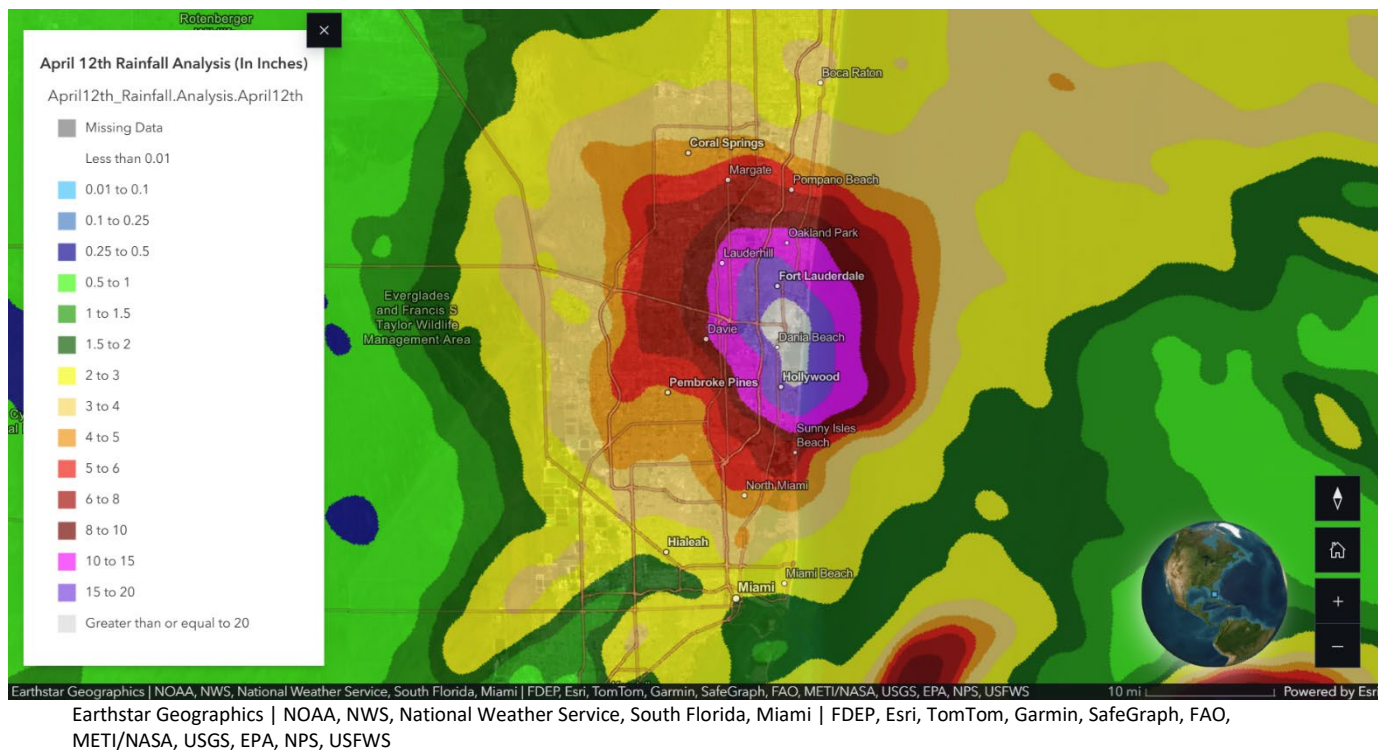 Rotenberger
×
April 12th Rainfall Analysis (In Inches)
April12th_Rainfall.Analysis.April12th
Missing Data
Less than 0.01
0.01 to 0.1
0.1 to 0.25
0.25 to 0.5
0.5 to 1
1 to 1.5
1.5 to 2
2 to 3
3 to 4
4 to 5
5 to 6
6 to 8
8 to 10
10 to 15
15 to 20
Greater than or equal to 20
Boca Raton
Coral Springs
Margate
Pompano Beach
Oakland Park
Lauderhill
Fort Lauderdale
Everglades
and Francis S
Taylor Wildlife
Management Area
Davie
Dania Beach
Pembroke Pines
Hollywood
Sunny Isles
Beach
North Miami
Hialeah
Miami Beach
Miami
+
−
Earthstar Geographics | NOAA, NWS, National Weather Service, South Florida, Miami | FDEP, Esri, TomTom, Garmin, SafeGraph, FAO, METI/NASA, USGS, EPA, NPS, USFWS
10 mi
Powered by Esri
Earthstar Geographics | NOAA, NWS, National Weather Service, South Florida, Miami | FDEP, Esri, TomTom, Garmin, SafeGraph, FAO,
METI/NASA, USGS, EPA, NPS, USFWS